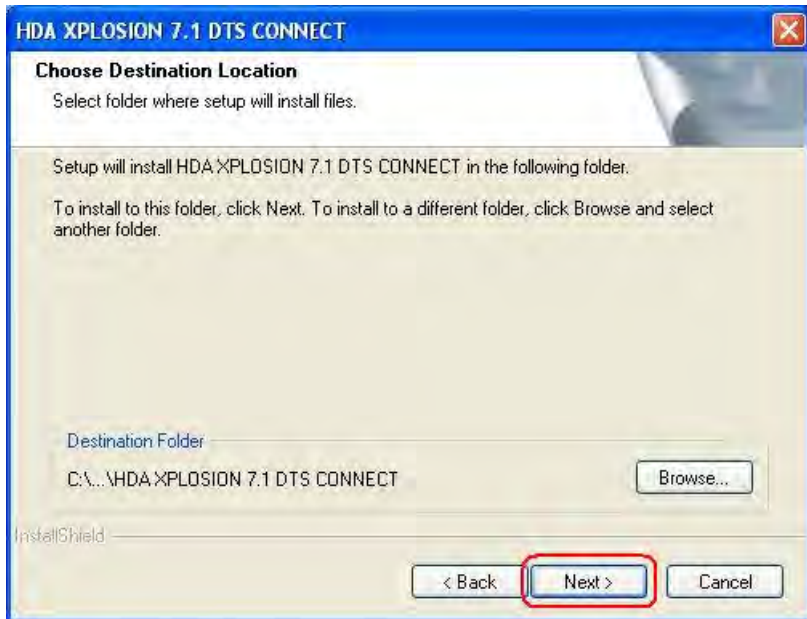 HDA XPLOSION 7.1 DTS CONNECT
Choose Destination Location
Select folder where setup will install files.
Setup will install HDA XPLOSION 7.1 DTS CONNECT in the following folder.
To install to this folder, click Next. To install to a different folder, click Browse and select
another folder.
Destination Folder
C:\...\HDA XPLOSION 7.1 DTS CONNECT
Browse...
InstallShield
< Back
Next >
Cancel